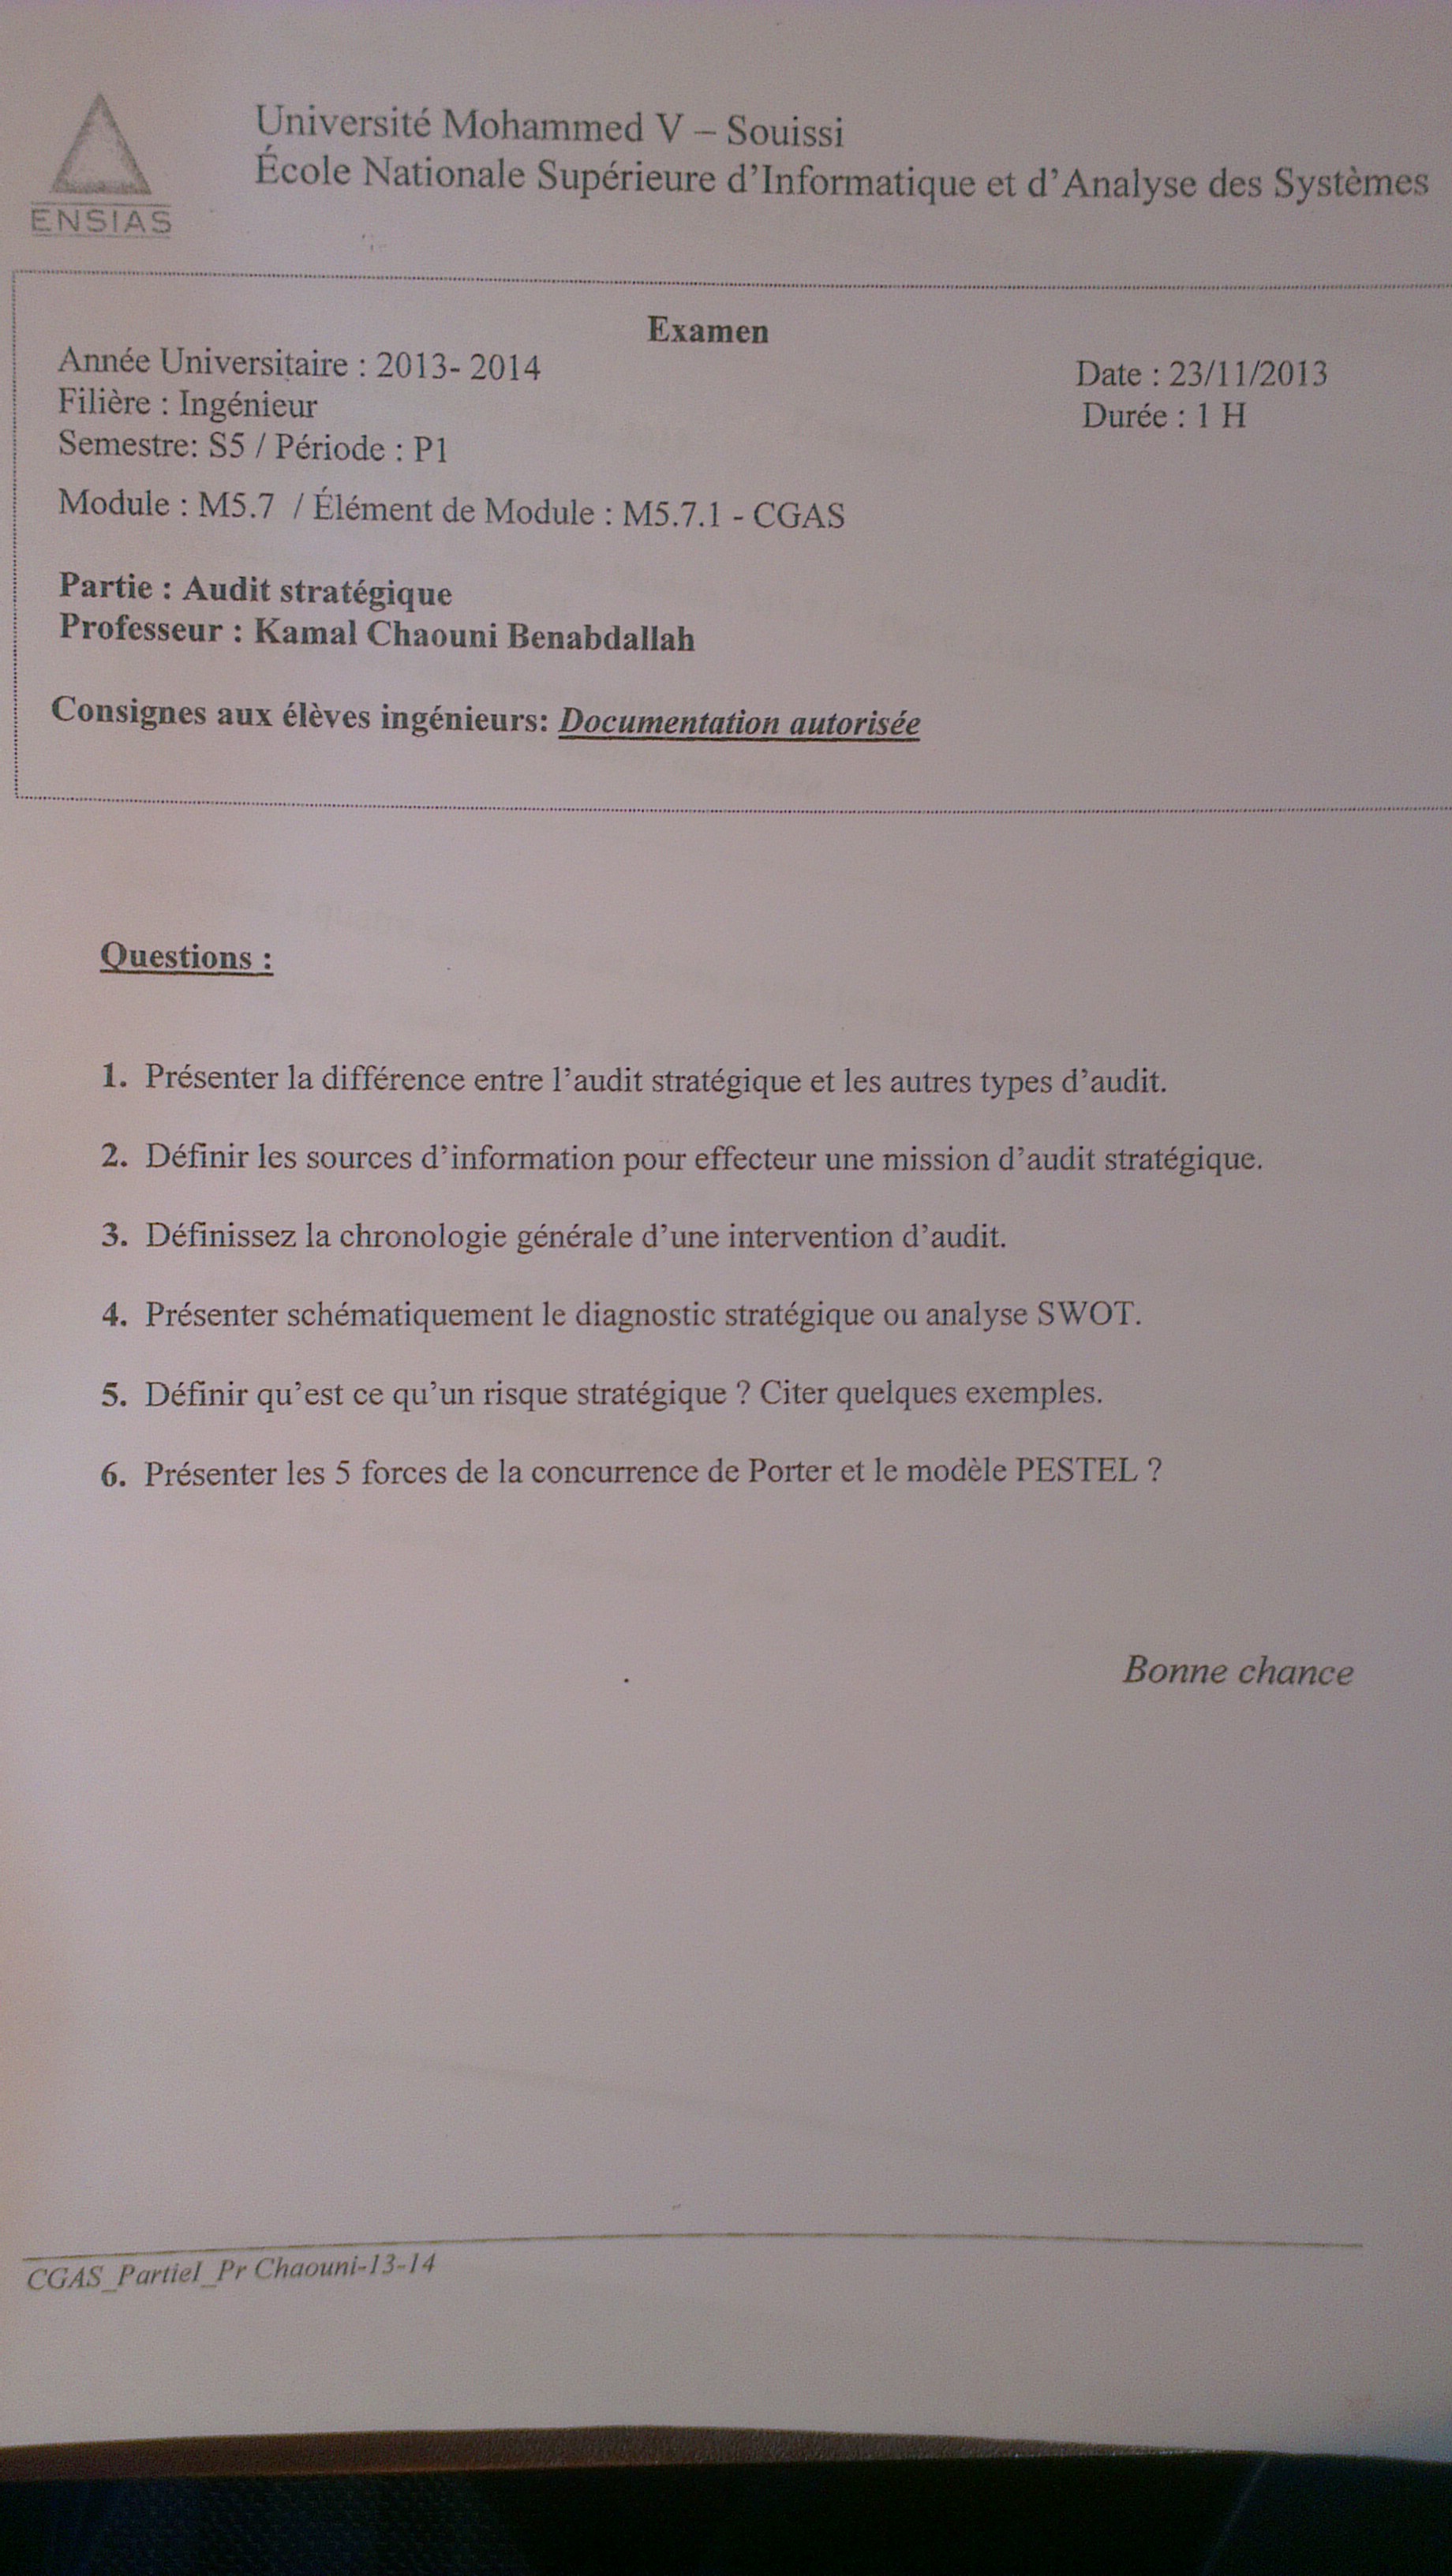 ENSIAS
Université Mohammed V – Souissi
École Nationale Supérieure d'Informatique et d'Analyse des Systèmes
Examen
Année Universitaire : 2013- 2014
Date : 23/11/2013
Filière : Ingénieur
Durée : 1 H
Semestre: S5 / Période : P1
Module : M5.7 / Élément de Module : M5.7.1 - CGAS
Partie : Audit stratégique
Professeur : Kamal Chaouni Benabdallah
Consignes aux élèves ingénieurs: Documentation autorisée
Questions :
1. Présenter la différence entre l'audit stratégique et les autres types d'audit.
2. Définir les sources d'information pour effecteur une mission d'audit stratégique.
3. Définissez la chronologie générale d'une intervention d'audit.
4. Présenter schématiquement le diagnostic stratégique ou analyse SWOT.
5. Définir qu'est ce qu'un risque stratégique ? Citer quelques exemples.
6. Présenter les 5 forces de la concurrence de Porter et le modèle PESTEL ?
Bonne chance
CGAS_Partiel_Pr Chaouni-13-14